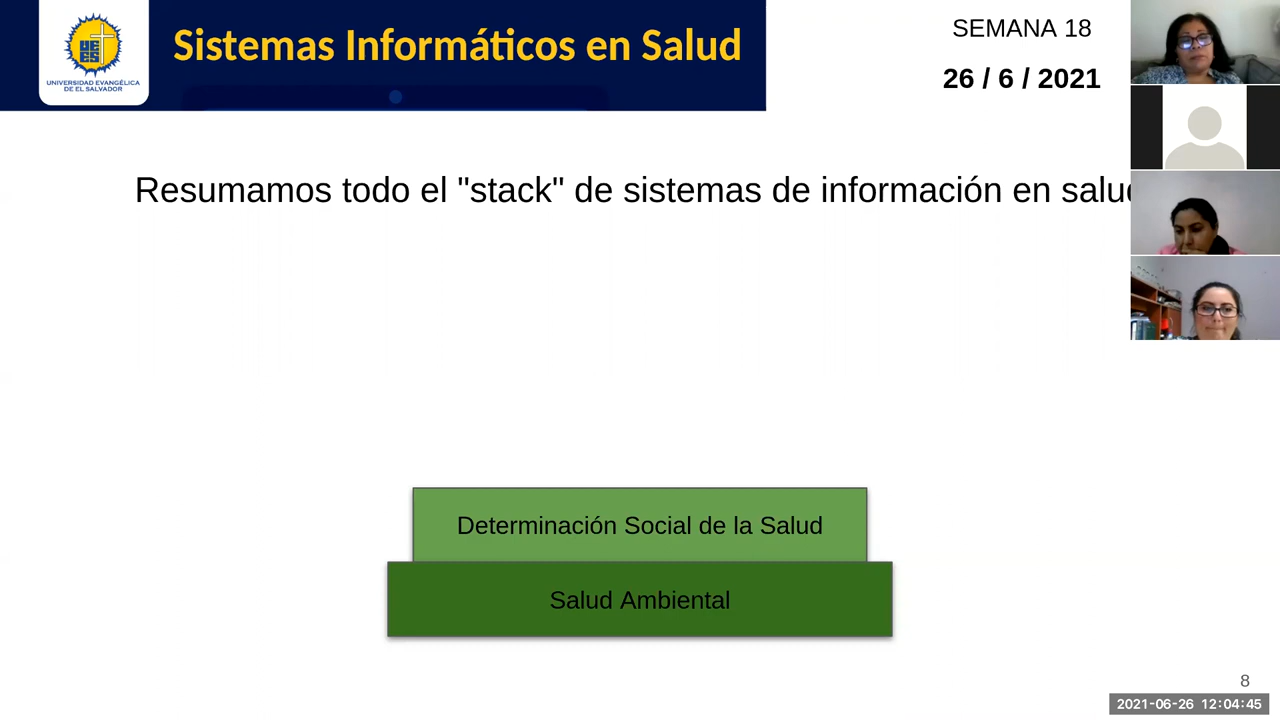 Sistemas Informáticos en Salud
UNIVERSIDAD EVANGÉLICA
DE EL SALVADOR
SEMANA 18
26 / 6 / 2021
Resumamos todo el "stack" de sistemas de información en salud
Determinación Social de la Salud
Salud Ambiental
8
2021-06-26 12:04:45